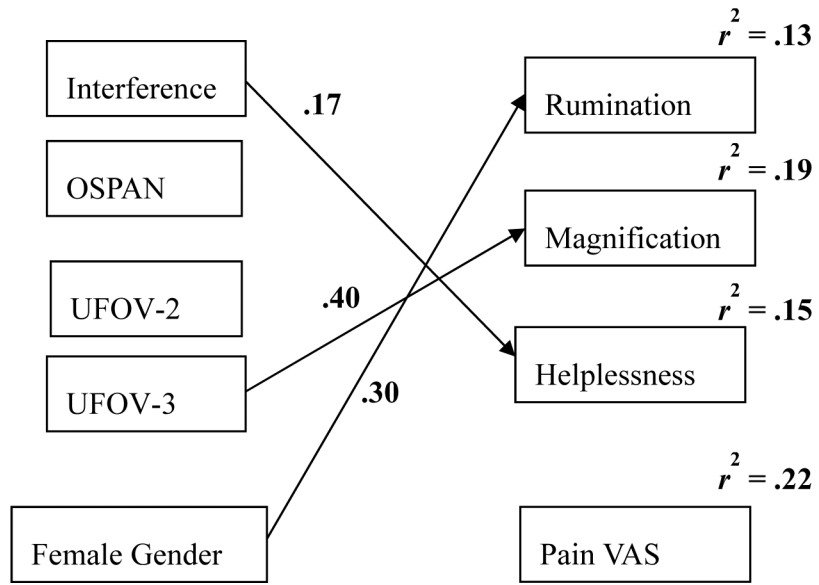 r² = .13
Interference
.17
Rumination
OSPAN
r² = .19
Magnification
UFOV-2
.40
r² = .15
UFOV-3
.30
Helplessness
r² = .22
Female Gender
Pain VAS